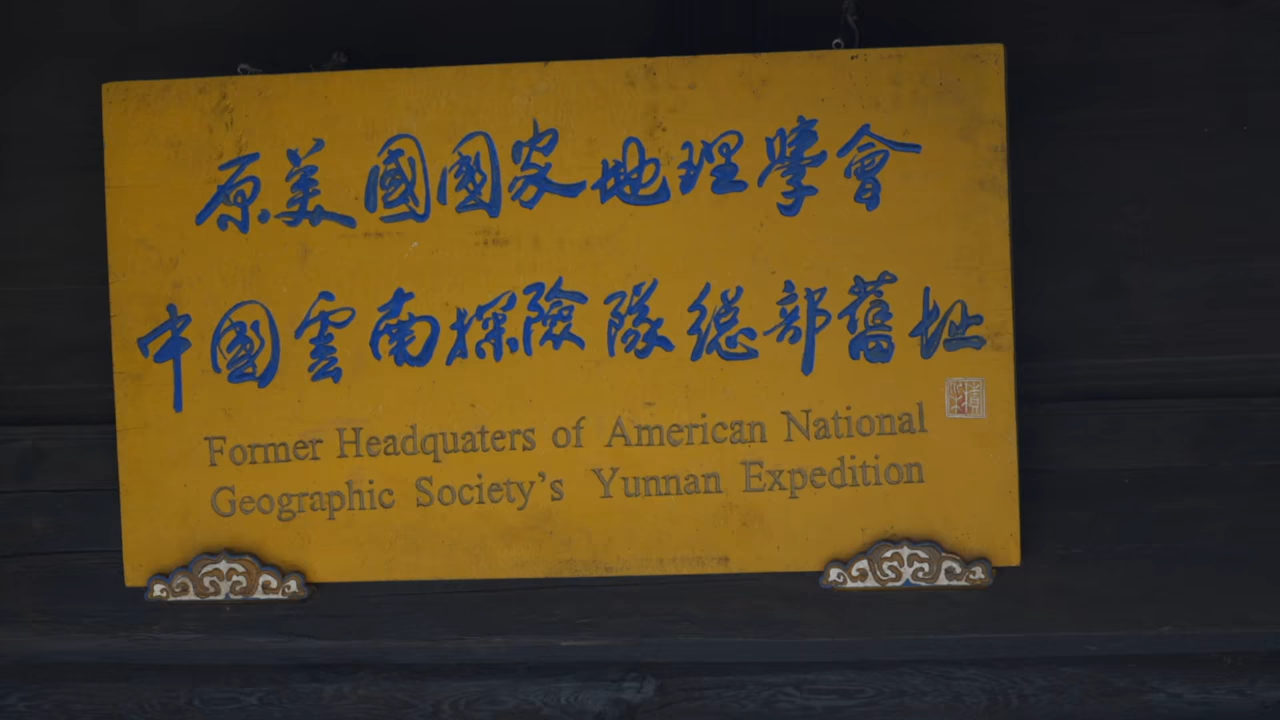 原美國國家地理學會
中國雲南探險隊總部舊址
Former Headquaters of American National
Geographic Society's Yunnan Expedition